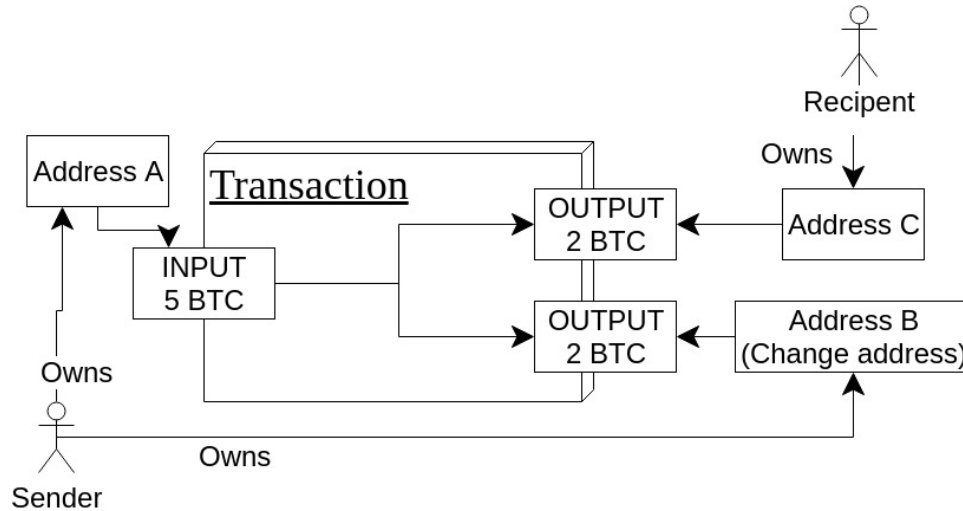 Recipent
Owns
Address A
Transaction
OUTPUT
2 BTC
Address C
INPUT
5 BTC
OUTPUT
2 BTC
Address B
(Change address)
Owns
Owns
Sender